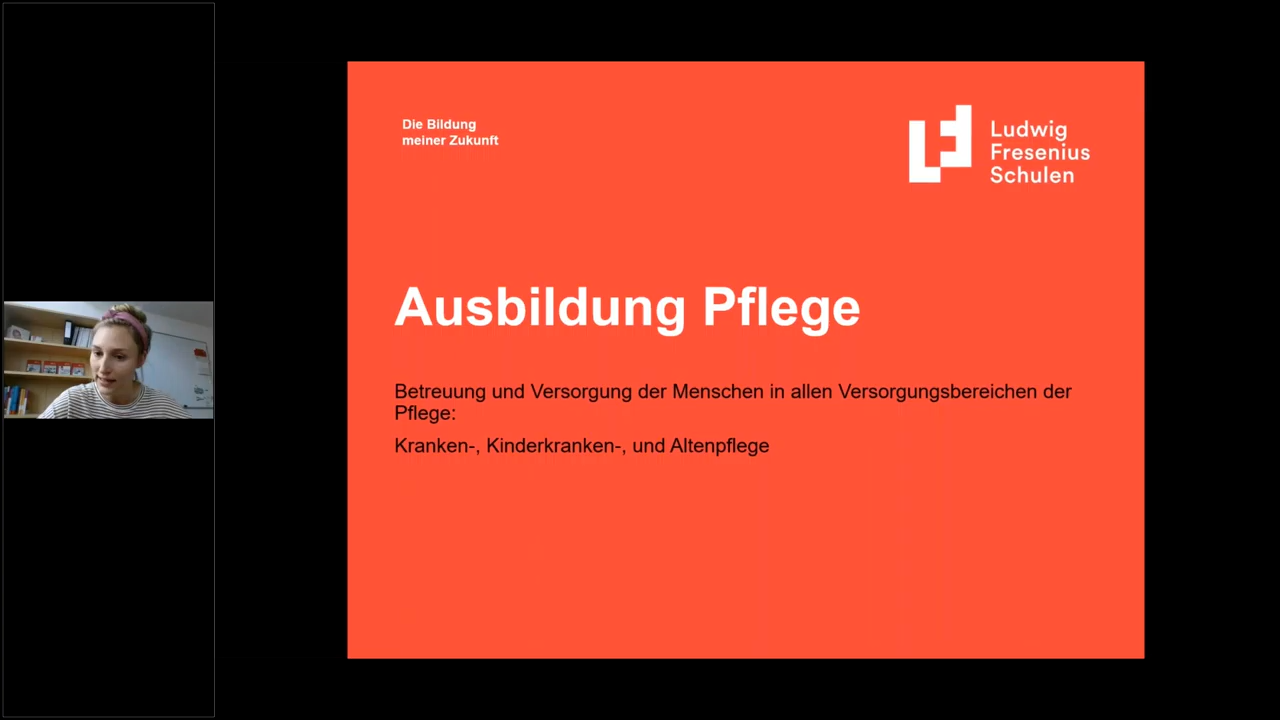 Die Bildung
meiner Zukunft
Ludwig
Fresenius
Schulen
Ausbildung Pflege
Betreuung und Versorgung der Menschen in allen Versorgungsbereichen der
Pflege:
Kranken-, Kinderkranken-, und Altenpflege